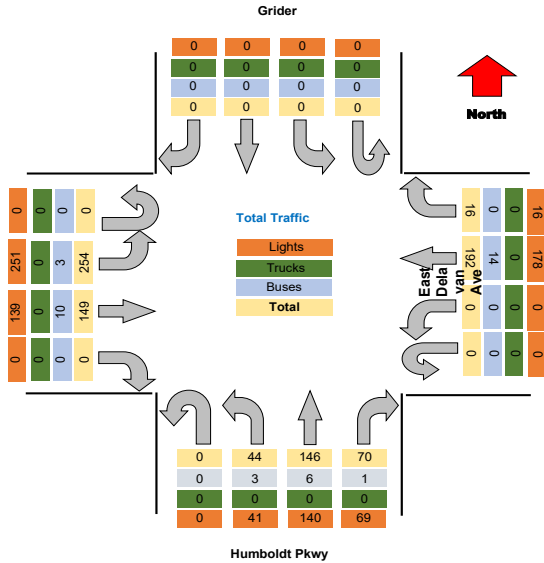 Grider
0 0 0 0
0 0 0 0
0 0 0 0
0 0 0 0
North
0 0 0 0
251 0 3 254
139 0 10 149
0 0 0 0
Total Traffic
Lights
Trucks
Buses
Total
16 0 0 16
192 14 0 178
0 0 0 0
0 0 0 0
East
Dela
van
Ave
0 44 146 70
0 3 6 1
0 0 0 0
0 41 140 69
Humboldt Pkwy